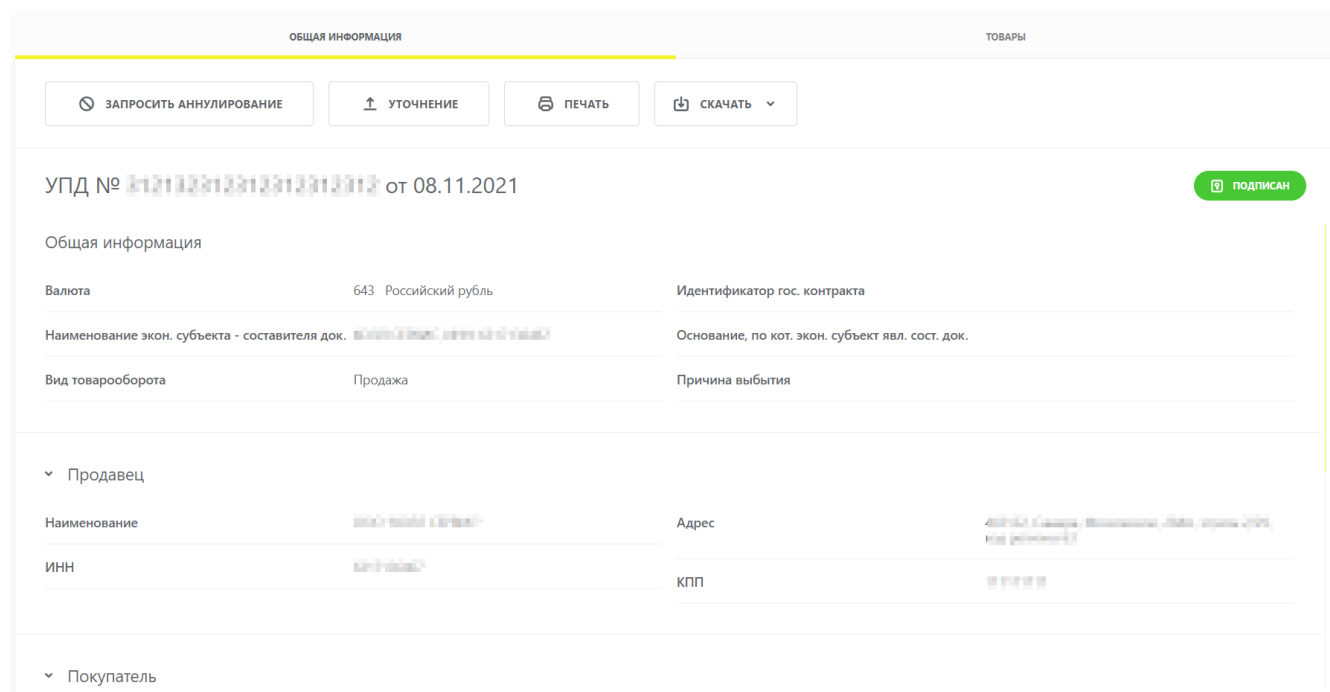 ОБЩАЯ ИНФОРМАЦИЯ ТОВАРЫ
ЗАПРОСИТЬ АННУЛИРОВАНИЕ УТОЧНЕНИЕ ПЕЧАТЬ СКАЧАТЬ
УПД № от 08.11.2021 ПОДПИСАН
Общая информация
Валюта 643 Российский рубль Идентификатор гос. контракта
Наименование экон. субъекта - составителя док. Основание, по кот. экон. субъект явл. сост. док.
Вид товарооборота Продажа Причина выбытия
Продавец
Наименование Адрес
ИНН
КПП
Покупатель